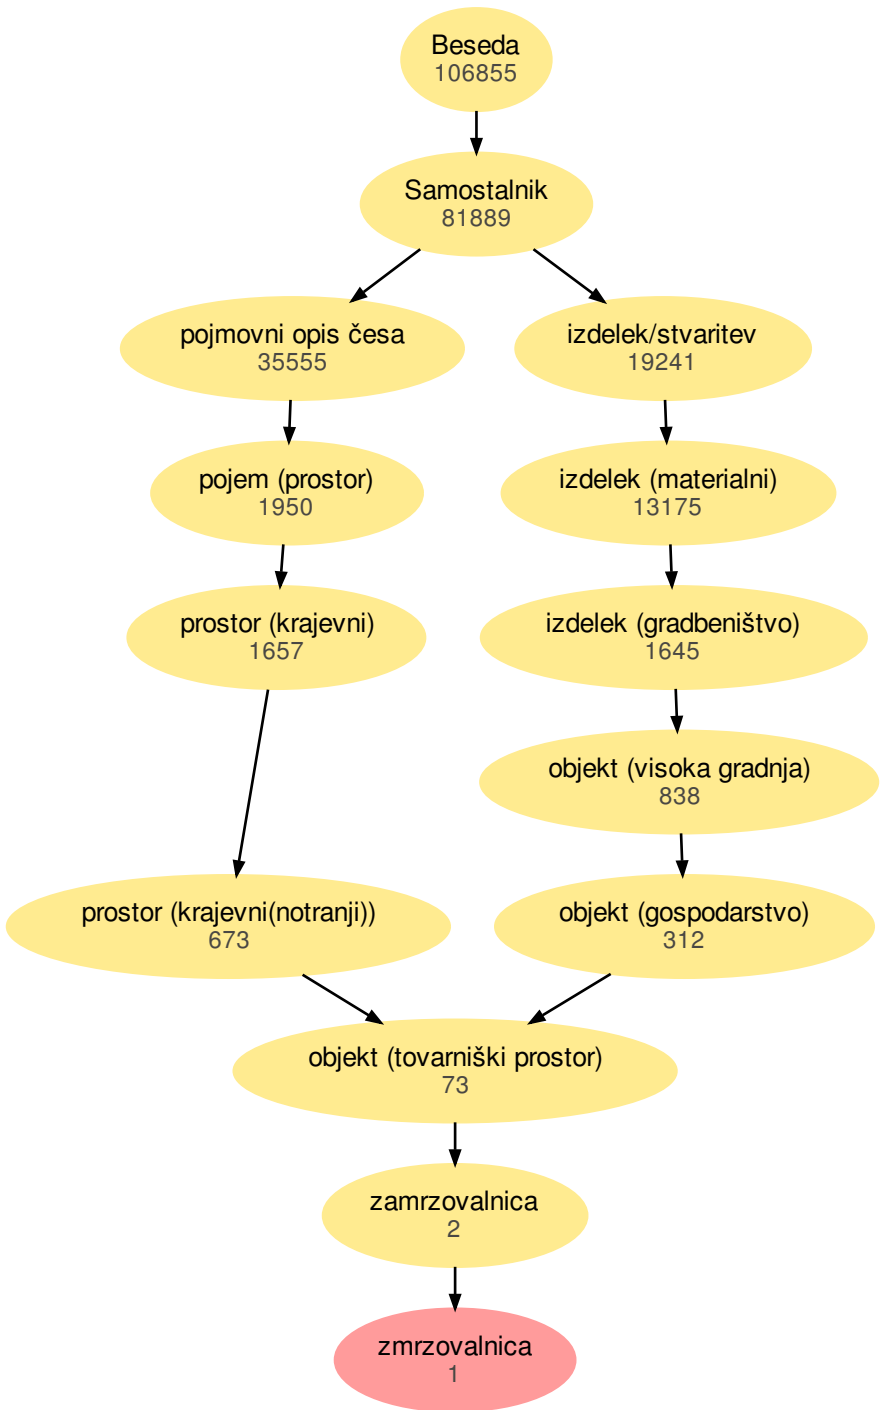 Beseda
106855
Samostalnik
81889
pojmovni opis česa
35555
izdelek/stvaritev
19241
pojem (prostor)
1950
izdelek (materialni)
13175
prostor (krajevni)
1657
izdelek (gradbeništvo)
1645
objekt (visoka gradnja)
838
prostor (krajevni(notranji))
673
objekt (gospodarstvo)
312
objekt (tovarniški prostor)
73
zamrzovalnica
2
zmrzovalnica
1